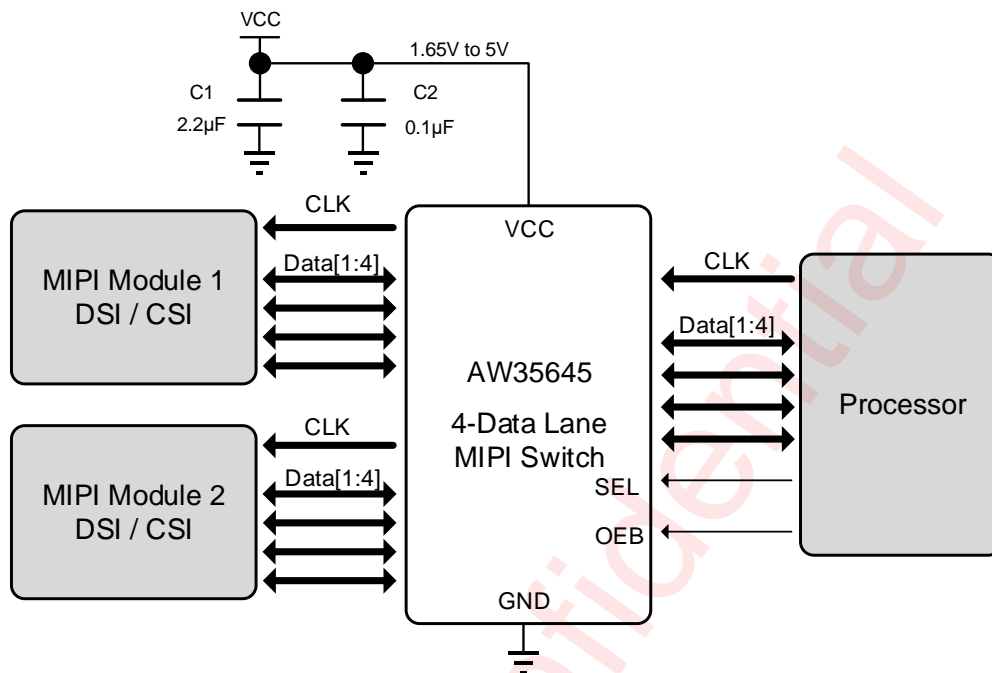 VCC
1.65V to 5V
C1
2.2µF
C2
0.1µF
CLK
Data[1:4]
MIPI Module 1
DSI / CSI
CLK
Data[1:4]
MIPI Module 2
DSI / CSI
VCC
AW35645
4-Data Lane
MIPI Switch
SEL
OEB
GND
CLK
Data[1:4]
Processor
nfidential